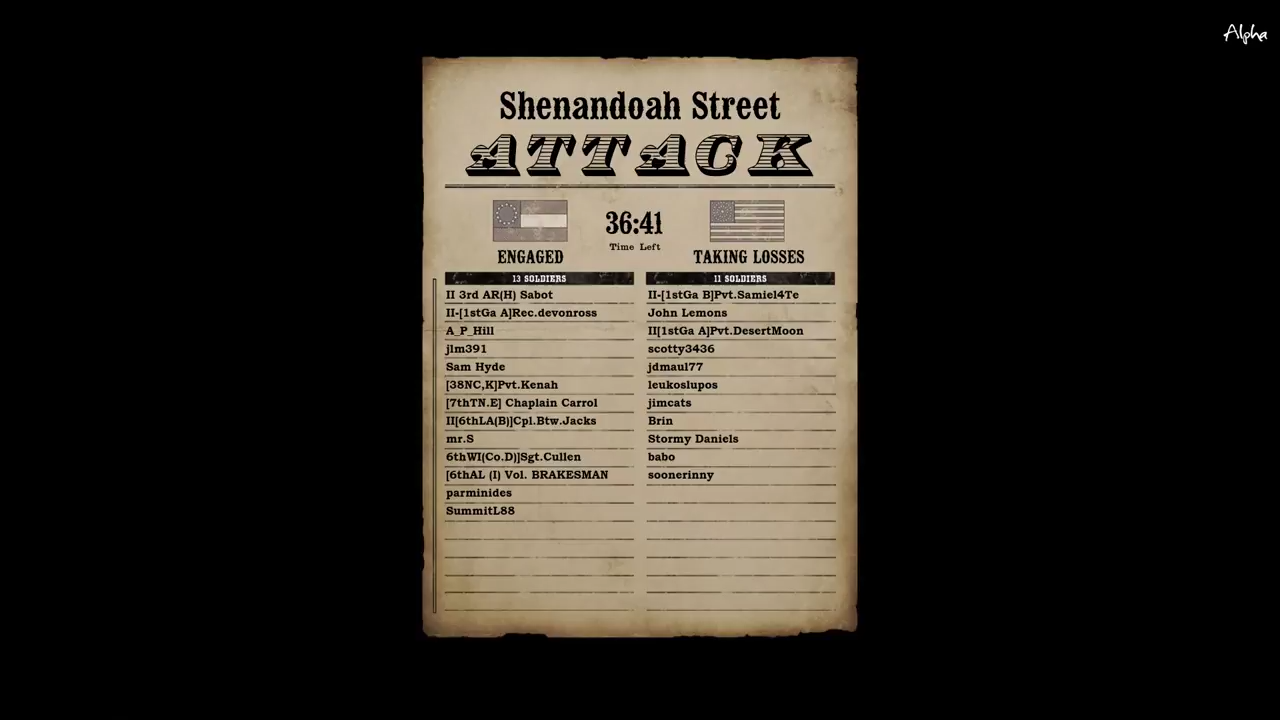 Alpha
Shenandoah Street
ATTACK
36:41
Time Left
ENGAGED
TAKING LOSSES
13 SOLDIERS
11 SOLDIERS
II 3rd AR(H) Sabot
II-[1stGa A]Rec.devonross
A_P_Hill
jlm391
Sam Hyde
[38NC,K]Pvt.Kenah
[7thTN.E] Chaplain Carrol
II[6thLA(B)]Cpl.Btw.Jacks
mr.S
6thWI(Co.D)]Sgt.Cullen
[6thAL (I) Vol. BRAKESMAN
parminides
SummitL88
II-[1stGa B]Pvt.Samiel4Te
John Lemons
II[1stGa A]Pvt.DesertMoon
scotty3436
jdmaul77
leukoslupos
jimcats
Brin
Stormy Daniels
babo
soonerinny